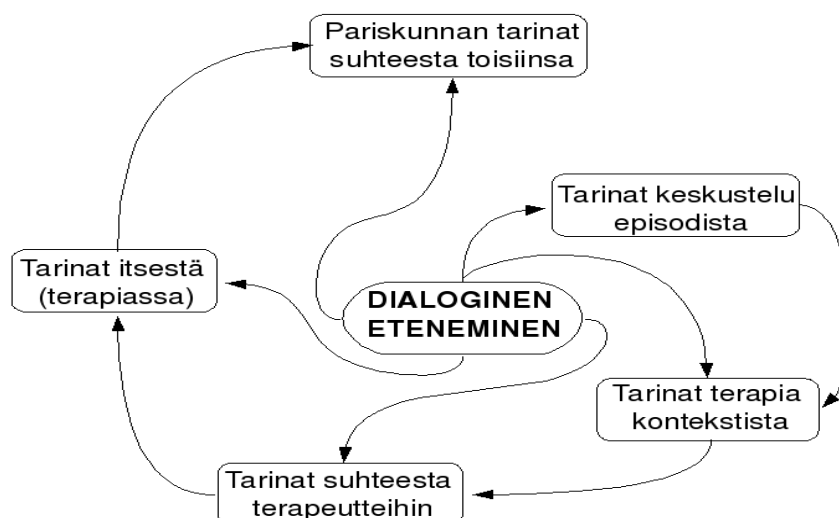 Pariskunnan tarinat
suhteesta toisiinsa
Tarinat keskustelu
episodista
Tarinat itsestä
(terapiassa)
DIALOGINEN
ETENEMINEN
Tarinat terapia
kontekstista
Tarinat suhteesta
terapeutteihin